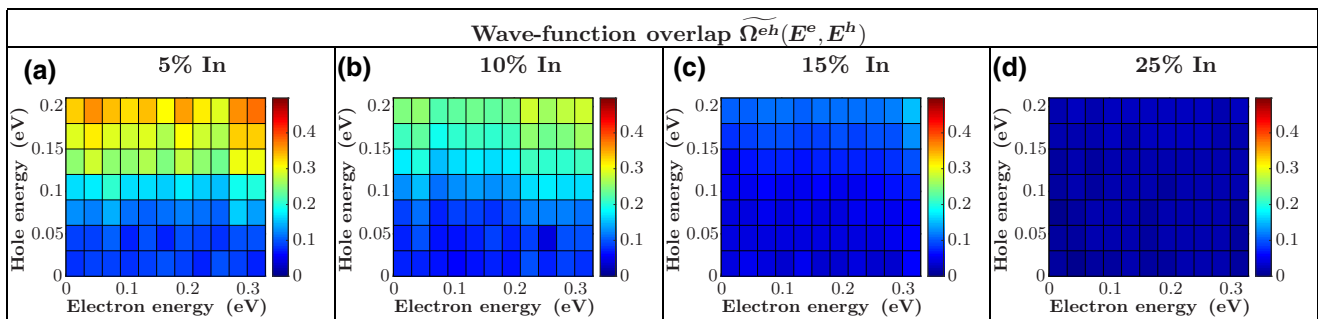 Wave-function overlap Ω̃ᵉʰ(Eᵉ, Eʰ)
(a) 5% In
(b) 10% In
(c) 15% In
(d) 25% In
Hole energy (eV)
0.2
0.15
0.1
0.05
0
0 0.1 0.2 0.3
Electron energy (eV)
0.4
0.3
0.2
0.1
0
Hole energy (eV)
0.2
0.15
0.1
0.05
0
0 0.1 0.2 0.3
Electron energy (eV)
0.4
0.3
0.2
0.1
0
Hole energy (eV)
0.2
0.15
0.1
0.05
0
0 0.1 0.2 0.3
Electron energy (eV)
0.4
0.3
0.2
0.1
0
Hole energy (eV)
0.2
0.15
0.1
0.05
0
0 0.1 0.2 0.3
Electron energy (eV)
0.4
0.3
0.2
0.1
0